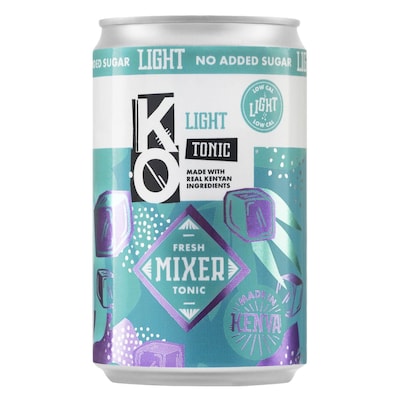 ADDED SUGAR LIGHT NO ADDED SUGAR
KO
LIGHT
TONIC
MADE WITH
REAL KENYAN
INGREDIENTS
LOW CAL
LIGHT
LOW CAL
FRESH
MIXER
TONIC
MADE IN
KENYA